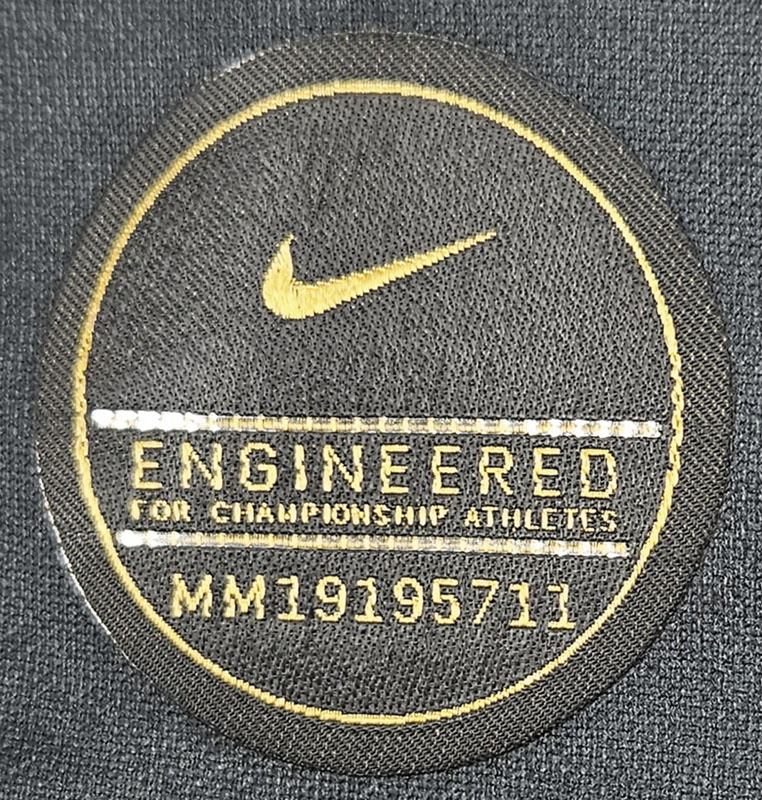 ENGINEERED
FOR CHAMPIONSHIP ATHLETES
MM19195711